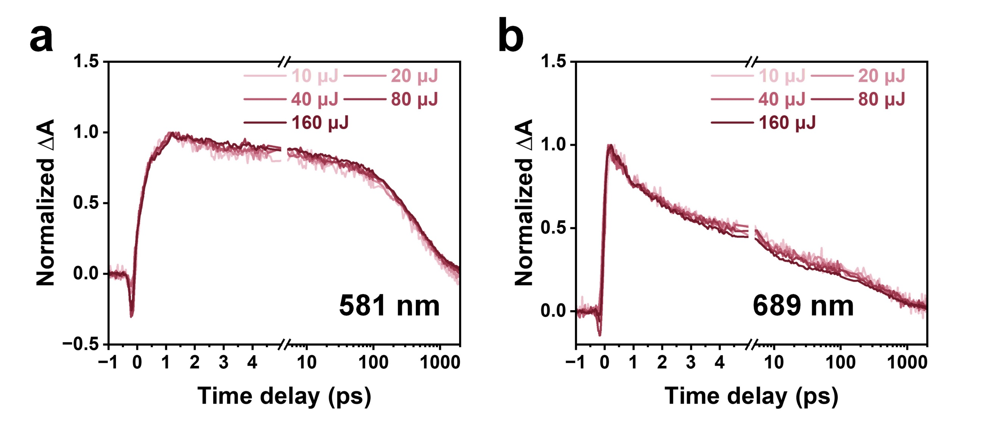 a
1.5
1.0
0.5
0.0
−0.5
Normalized ΔA
10 μJ 20 μJ
40 μJ 80 μJ
160 μJ
581 nm
−1 0 1 2 3 4 10 100 1000
Time delay (ps)
b
1.5
1.0
0.5
0.0
Normalized ΔA
10 μJ 20 μJ
40 μJ 80 μJ
160 μJ
689 nm
−1 0 1 2 3 4 10 100 1000
Time delay (ps)